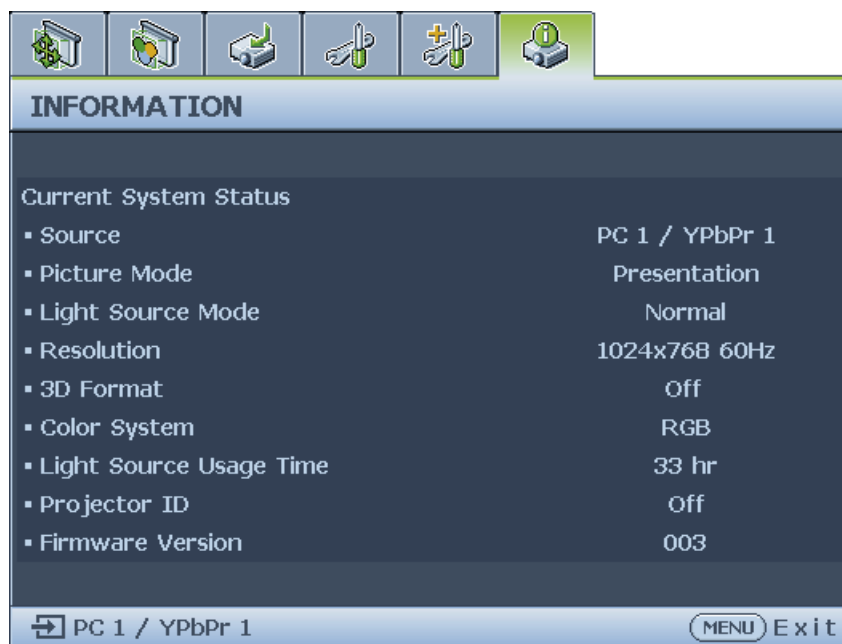 INFORMATION
Current System Status
▪ Source PC 1 / YPbPr 1
▪ Picture Mode Presentation
▪ Light Source Mode Normal
▪ Resolution 1024x768 60Hz
▪ 3D Format Off
▪ Color System RGB
▪ Light Source Usage Time 33 hr
▪ Projector ID Off
▪ Firmware Version 003
PC 1 / YPbPr 1 MENU Exit